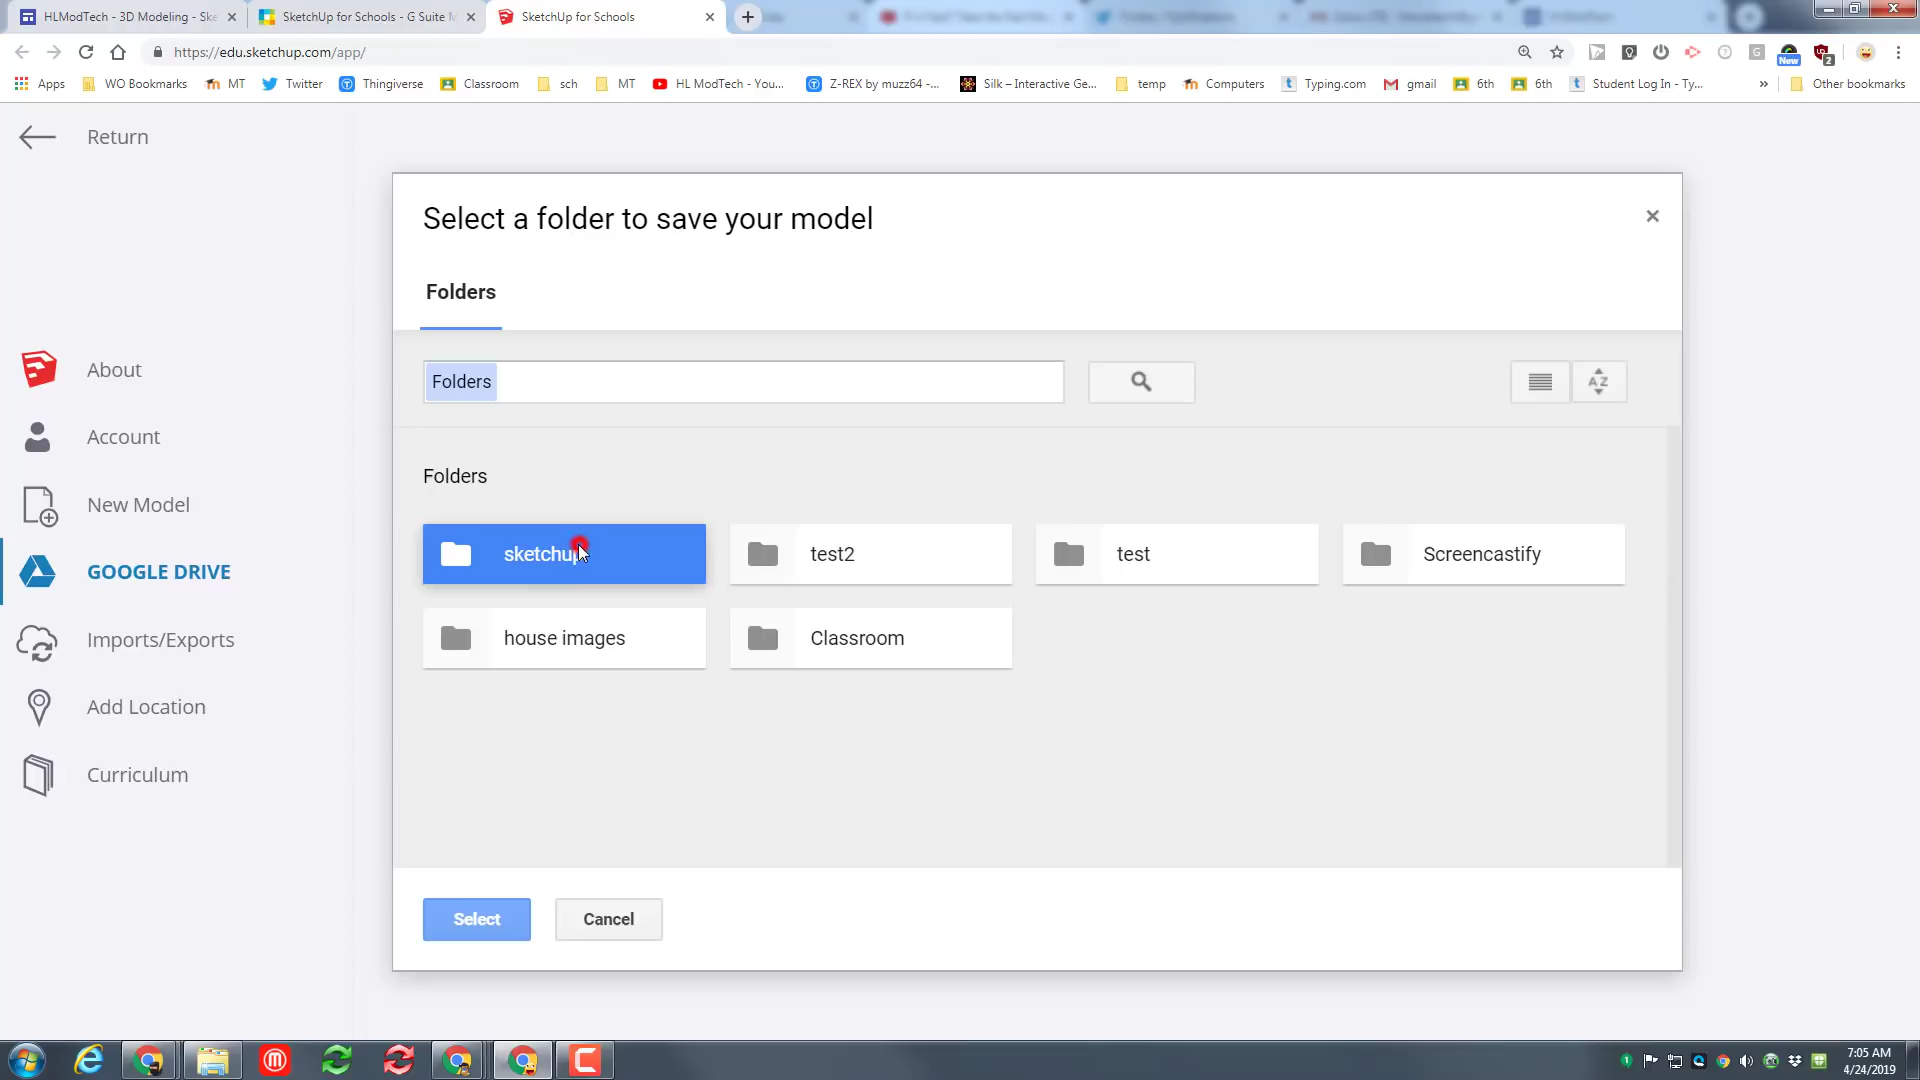 HLModTech - 3D Modeling - Ske
SketchUp for Schools - G Suite M
SketchUp for Schools
https://edu.sketchup.com/app/
New
2
Apps
WO Bookmarks
MT
Twitter
Thingiverse
Classroom
sch
MT
HL ModTech - You...
Z-REX by muzz64 -...
Silk – Interactive Ge...
temp
Computers
Typing.com
gmail
6th
6th
Student Log In - Ty...
»
Other bookmarks
Return
Select a folder to save your model
Folders
About
Folders
AZ
Account
Folders
New Model
sketchup
test2
test
Screencastify
GOOGLE DRIVE
house images
Classroom
Imports/Exports
Add Location
Curriculum
Select
Cancel
7:05 AM
4/24/2019